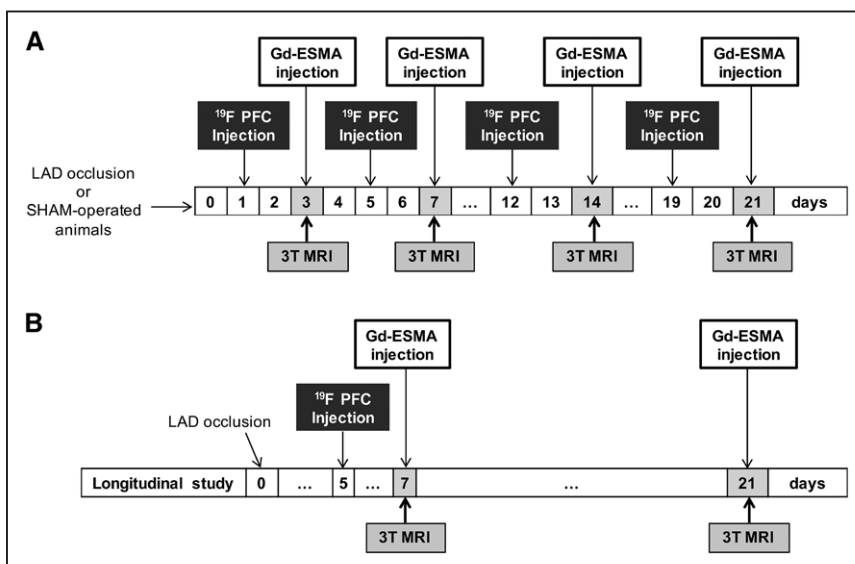 A
Gd-ESMA
injection
Gd-ESMA
injection
Gd-ESMA
injection
Gd-ESMA
injection
¹⁹F PFC
Injection
¹⁹F PFC
Injection
¹⁹F PFC
Injection
¹⁹F PFC
Injection
LAD occlusion
or
SHAM-operated
animals
0 1 2 3 4 5 6 7 ... 12 13 14 ... 19 20 21 days
3T MRI 3T MRI 3T MRI 3T MRI
B
Gd-ESMA
injection
Gd-ESMA
injection
¹⁹F PFC
Injection
LAD occlusion
Longitudinal study 0 ... 5 ... 7 ... 21 days
3T MRI 3T MRI